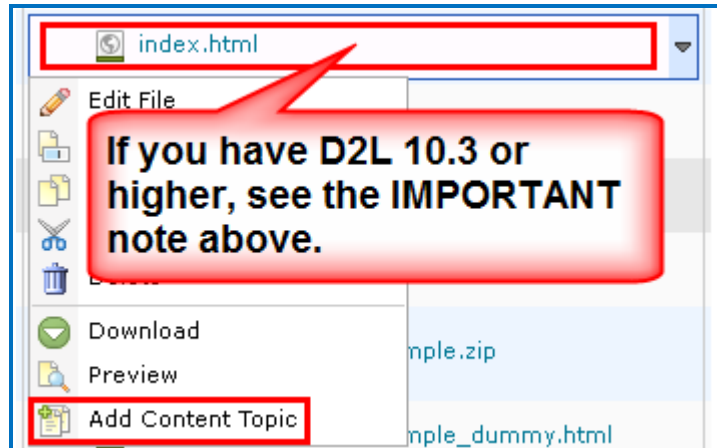 index.html
Edit File
If you have D2L 10.3 or
higher, see the IMPORTANT
note above.
Download
mple.zip
Preview
Add Content Topic
mple_dummy.html